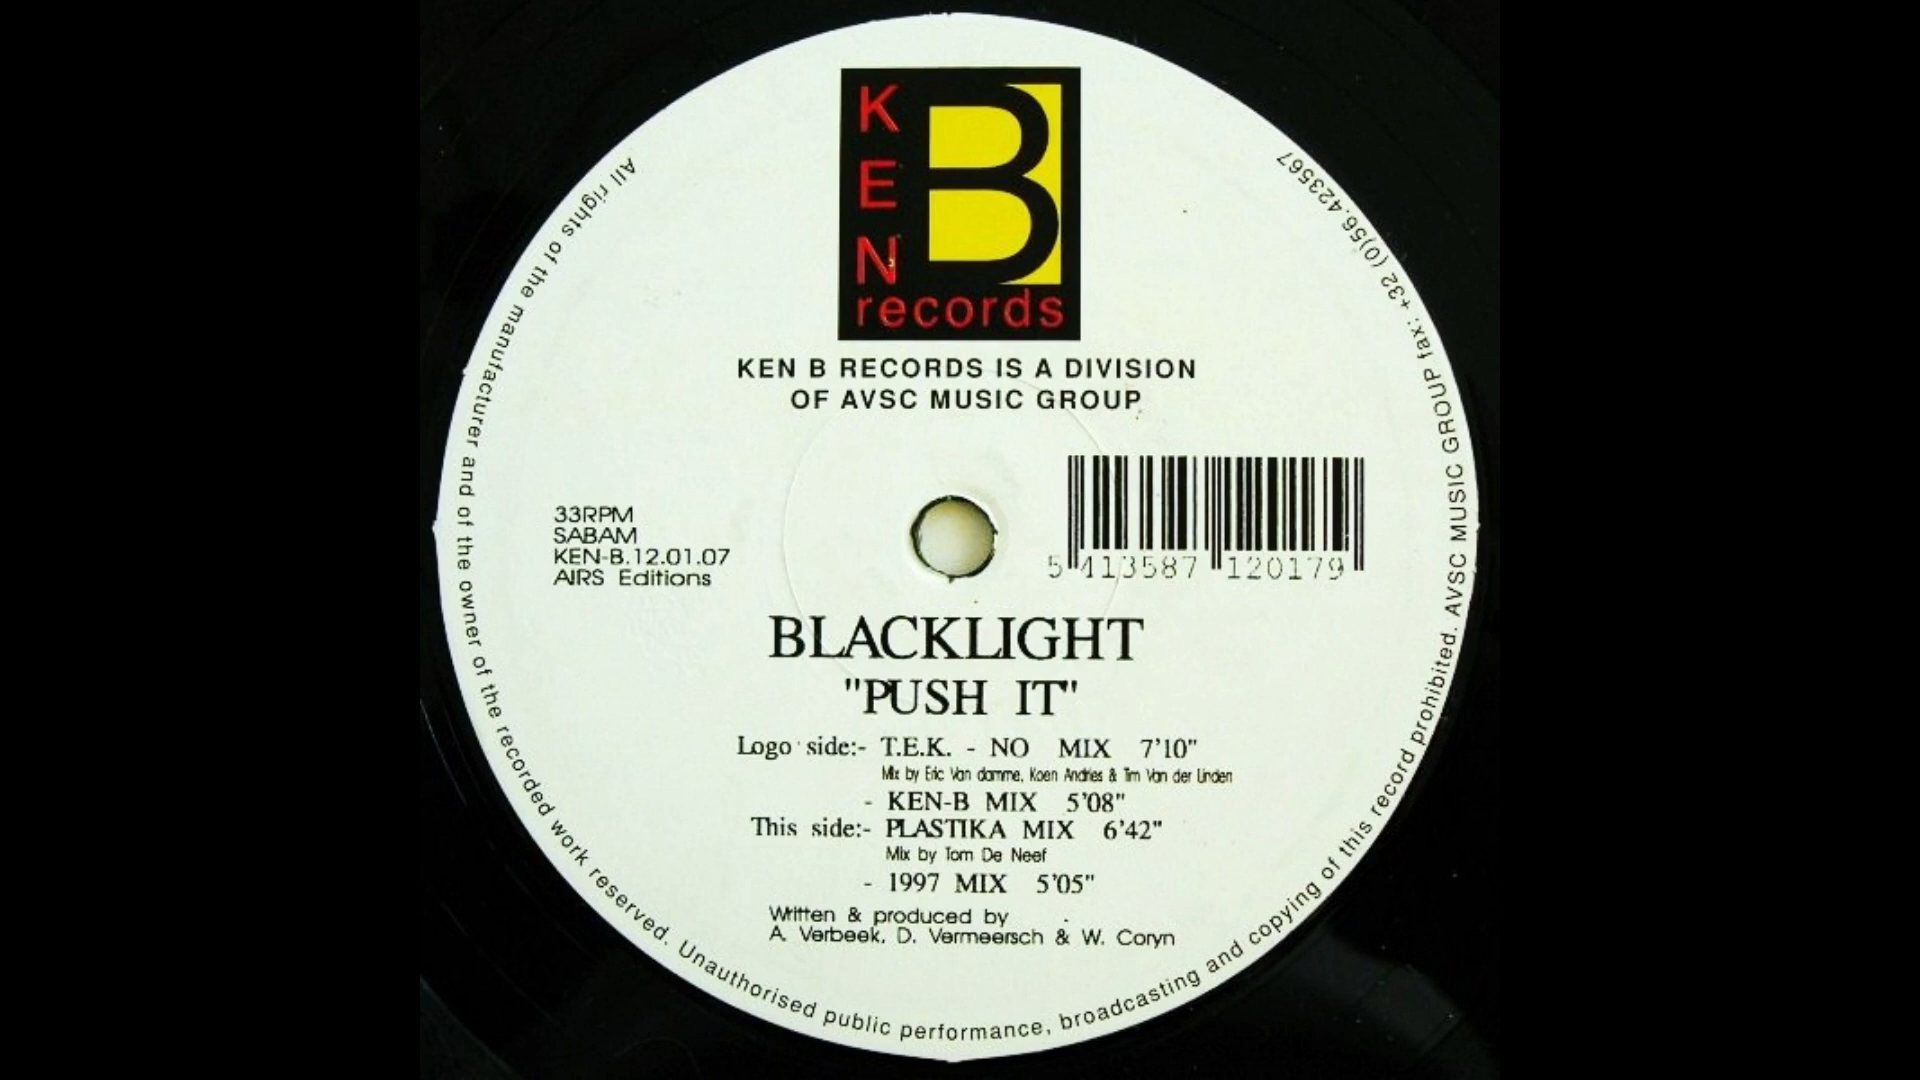 K
E
N
B
records
KEN B RECORDS IS A DIVISION
OF AVSC MUSIC GROUP
33RPM
SABAM
KEN-B.12.01.07
AIRS Editions
5 413587 120179
BLACKLIGHT
"PUSH IT"
Logo side:- T.E.K. - NO MIX 7'10"
Mix by Eric Van damme, Koen Andries & Tim Van der Linden
- KEN-B MIX 5'08"
This side:- PLASTIKA MIX 6'42"
Mix by Tom De Neef
- 1997 MIX 5'05"
Written & produced by
A. Verbeek, D. Vermeersch & W. Coryn
All rights of the manufacturer and of the owner of the recorded work reserved. Unauthorised public performance, broadcasting and copying of this record prohibited. AVSC MUSIC GROUP fax: +32 (0)56.423567